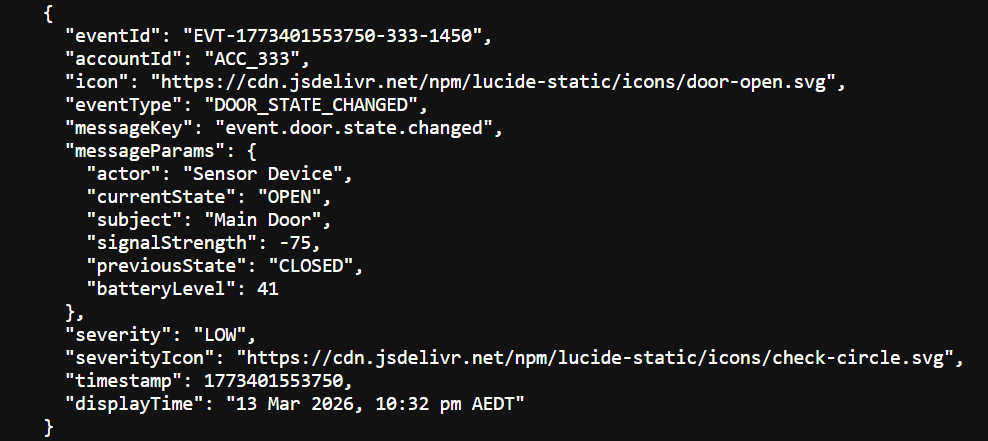 {
"eventId": "EVT-1773401553750-333-1450",
"accountId": "ACC_333",
"icon": "https://cdn.jsdelivr.net/npm/lucide-static/icons/door-open.svg",
"eventType": "DOOR_STATE_CHANGED",
"messageKey": "event.door.state.changed",
"messageParams": {
"actor": "Sensor Device",
"currentState": "OPEN",
"subject": "Main Door",
"signalStrength": -75,
"previousState": "CLOSED",
"batteryLevel": 41
},
"severity": "LOW",
"severityIcon": "https://cdn.jsdelivr.net/npm/lucide-static/icons/check-circle.svg",
"timestamp": 1773401553750,
"displayTime": "13 Mar 2026, 10:32 pm AEDT"
}